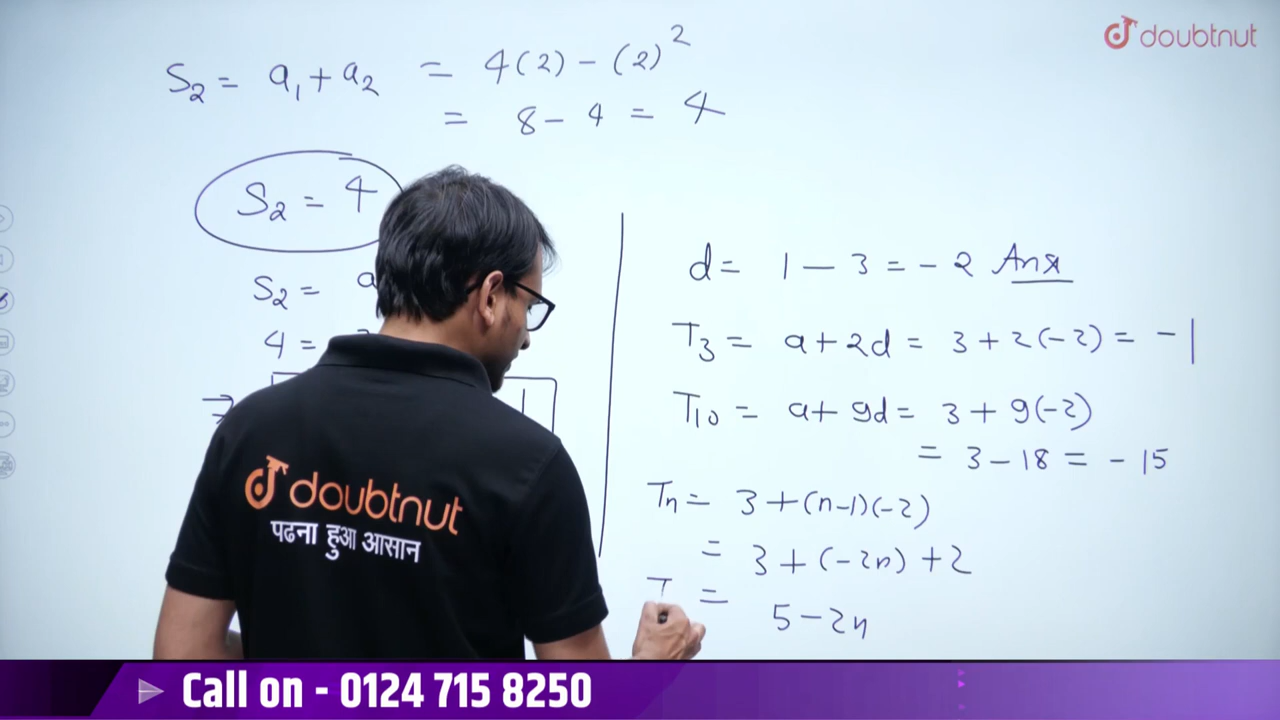 doubtnut
S₂ = a₁ + a₂ = 4(2) - (2)²
= 8 - 4 = 4
S₂ = 4
S₂ = a
4 =
→
1
d = 1 - 3 = - 2 Ans
T₃ = a + 2d = 3 + 2(-2) = - 1
T₁₀ = a + 9d = 3 + 9(-2)
= 3 - 18 = - 15
Tn = 3 + (n-1)(-2)
= 3 + (-2n) + 2
T = 5 - 2n
doubtnut
पढना हुआ आसान
Call on - 0124 715 8250